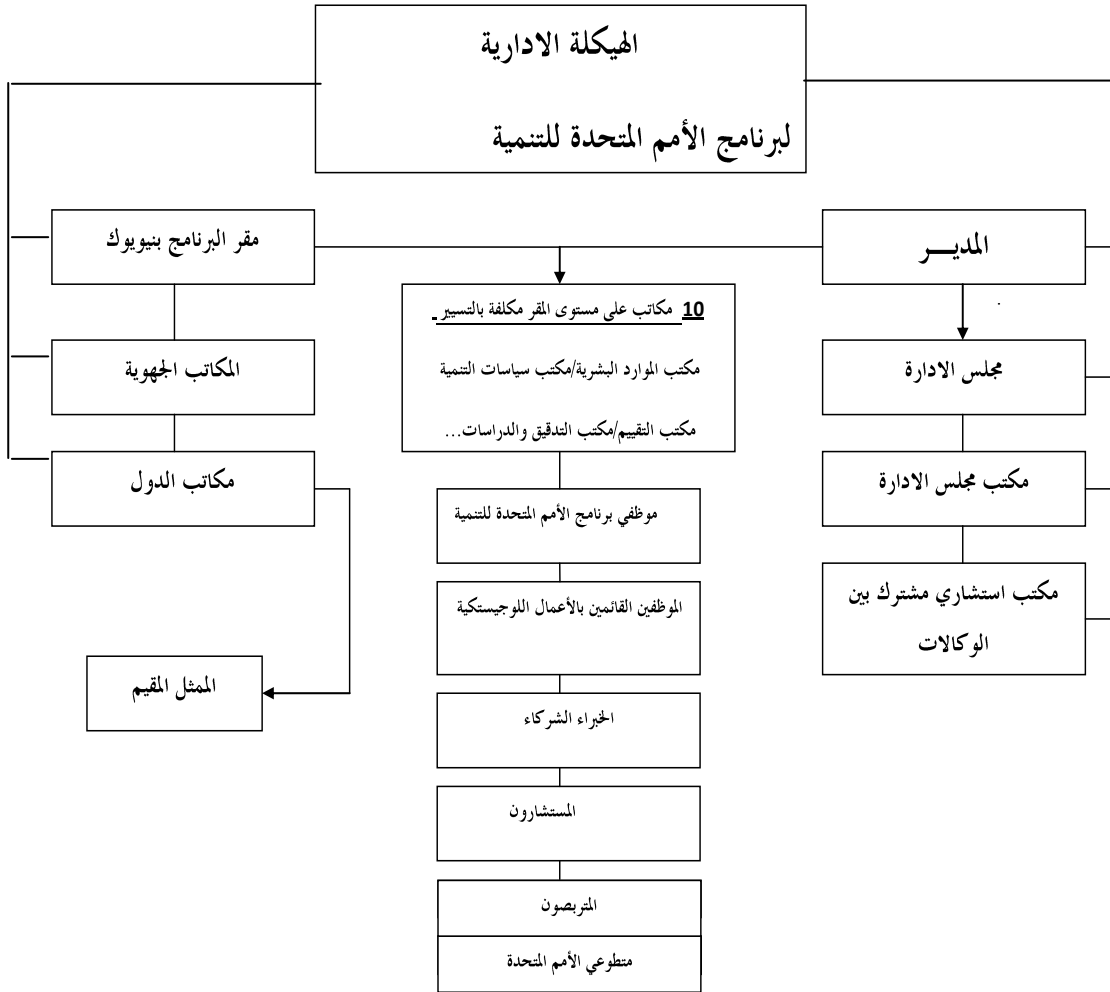 الهيكلة الادارية
لبرنامج الأمم المتحدة للتنمية
المديـــر
مجلس الادارة
مكتب مجلس الادارة
مكتب استشاري مشترك بين
الوكالات
10 مكاتب على مستوى المقر مكلفة بالتسيير
مكتب الموارد البشرية/مكتب سياسات التنمية
مكتب التقييم/مكتب التدقيق والدراسات...
موظفي برنامج الأمم المتحدة للتنمية
الموظفين القائمين بالأعمال اللوجيستكية
الخبراء الشركاء
المستشارون
المتربصون
متطوعي الأمم المتحدة
مقر البرنامج بنيويوك
المكاتب الجهوية
مكاتب الدول
الممثل المقيم